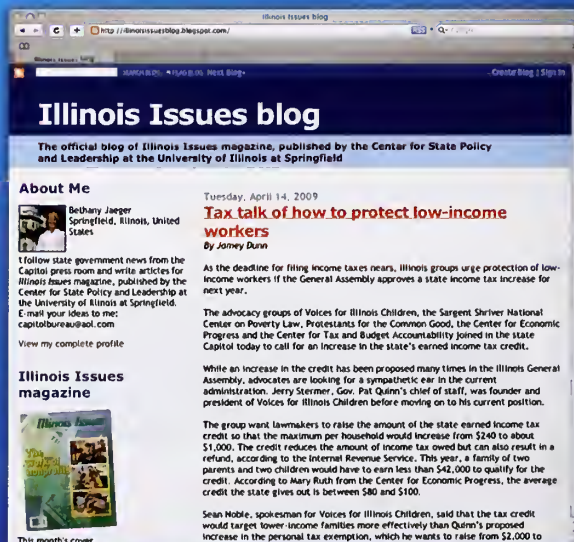 Illinois Issues blog
http://illinoisissuesblog.blogspot.com/
RSS
Q-
Illinois Issues blog
SEARCH BLOG FLAG BLOG Next Blog»
Create Blog | Sign In
Illinois Issues blog
The official blog of Illinois Issues magazine, published by the Center for State Policy
and Leadership at the University of Illinois at Springfield
About Me
Bethany Jaeger
Springfield, Illinois, United
States
I follow state government news from the
Capitol press room and write articles for
Illinois Issues magazine, published by the
Center for State Policy and Leadership at
the University of Illinois at Springfield.
E-mail your ideas to me:
capitolbureau@aol.com
View my complete profile
Illinois Issues
magazine
Illinois Issues
The
world of
nonprofits
This month's cover
Tuesday, April 14, 2009
Tax talk of how to protect low-income
workers
By Jamey Dunn
As the deadline for filing income taxes nears, Illinois groups urge protection of low-
income workers if the General Assembly approves a state income tax increase for
next year.
The advocacy groups of Voices for Illinois Children, the Sargent Shriver National
Center on Poverty Law, Protestants for the Common Good, the Center for Economic
Progress and the Center for Tax and Budget Accountability joined in the state
Capitol today to call for an increase in the state's earned income tax credit.
While an increase in the credit has been proposed many times in the Illinois General
Assembly, advocates are looking for a sympathetic ear in the current
administration. Jerry Stermer, Gov. Pat Quinn's chief of staff, was founder and
president of Voices for Illinois Children before moving on to his current position.
The group want lawmakers to raise the amount of the state earned income tax
credit so that the maximum per household would increase from $240 to about
$1,000. The credit reduces the amount of income tax owed but can also result in a
refund, according to the Internal Revenue Service. This year, a family of two
parents and two children would have to earn less than $42,000 to qualify for the
credit. According to Mary Ruth from the Center for Economic Progress, the average
credit the state gives out is between $80 and $100.
Sean Noble, spokesman for Voices for Illinois Children, said that the tax credit
would target lower-income families more effectively than Quinn's proposed
increase in the personal tax exemption, which he wants to raise from $2,000 to